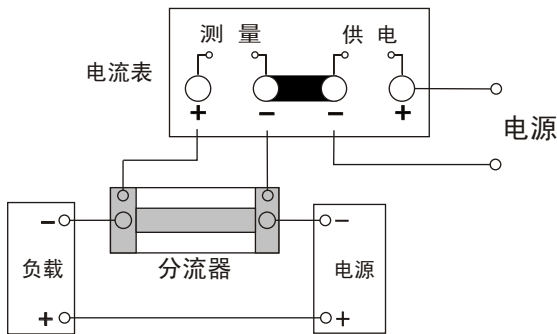 测 量 供 电
电流表
+ − − +
电源
− −
负载 分流器 电源
+ +